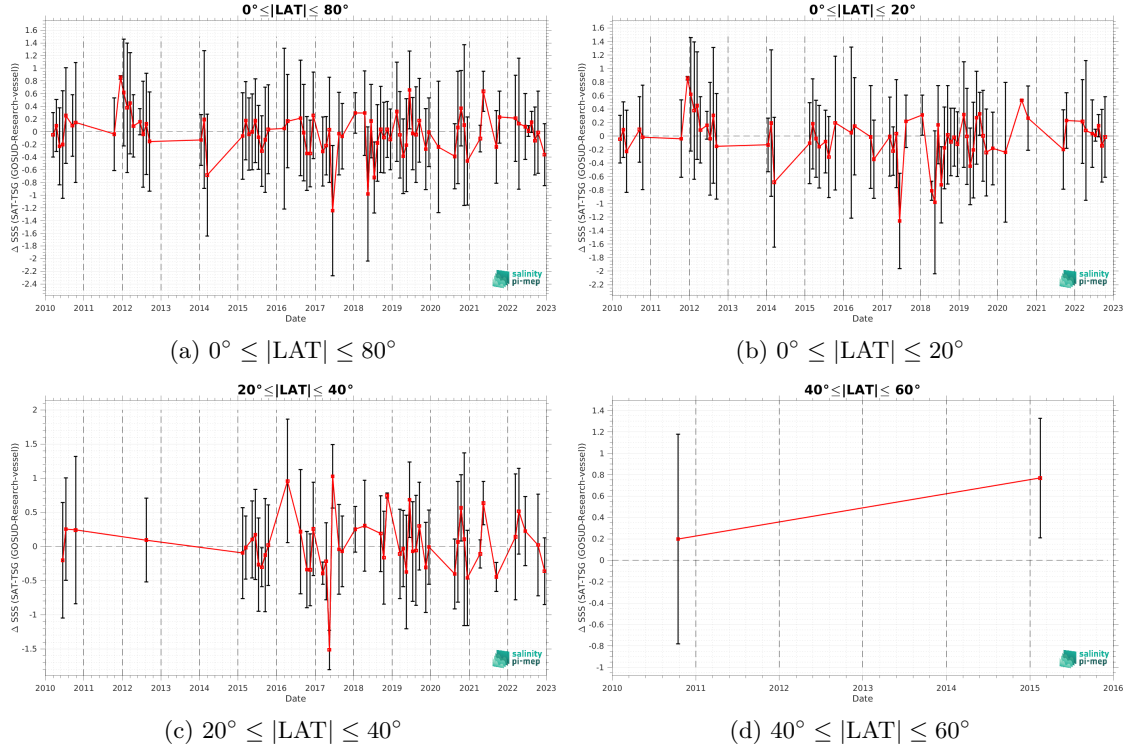 0°≤|LAT|≤ 80°
Δ SSS (SAT-TSG (GOSUD-Research-vessel))
1.6
1.4
1.2
1
0.8
0.6
0.4
0.2
0
-0.2
-0.4
-0.6
-0.8
-1
-1.2
-1.4
-1.6
-1.8
-2
-2.2
-2.4
2010 2011 2012 2013 2014 2015 2016 2017 2018 2019 2020 2021 2022 2023
Date
salinity
pi-mep
(a) 0° ≤ |LAT| ≤ 80°
0°≤|LAT|≤ 20°
Δ SSS (SAT-TSG (GOSUD-Research-vessel))
1.6
1.4
1.2
1
0.8
0.6
0.4
0.2
0
-0.2
-0.4
-0.6
-0.8
-1
-1.2
-1.4
-1.6
-1.8
-2
-2.2
2010 2011 2012 2013 2014 2015 2016 2017 2018 2019 2020 2021 2022 2023
Date
salinity
pi-mep
(b) 0° ≤ |LAT| ≤ 20°
20°≤|LAT|≤ 40°
Δ SSS (SAT-TSG (GOSUD-Research-vessel))
2
1.5
1
0.5
0
-0.5
-1
-1.5
2010 2011 2012 2013 2014 2015 2016 2017 2018 2019 2020 2021 2022 2023
Date
salinity
pi-mep
(c) 20° ≤ |LAT| ≤ 40°
40°≤|LAT|≤ 60°
Δ SSS (SAT-TSG (GOSUD-Research-vessel))
1.4
1.2
1
0.8
0.6
0.4
0.2
0
-0.2
-0.4
-0.6
-0.8
-1
2010 2011 2012 2013 2014 2015 2016
Date
salinity
pi-mep
(d) 40° ≤ |LAT| ≤ 60°